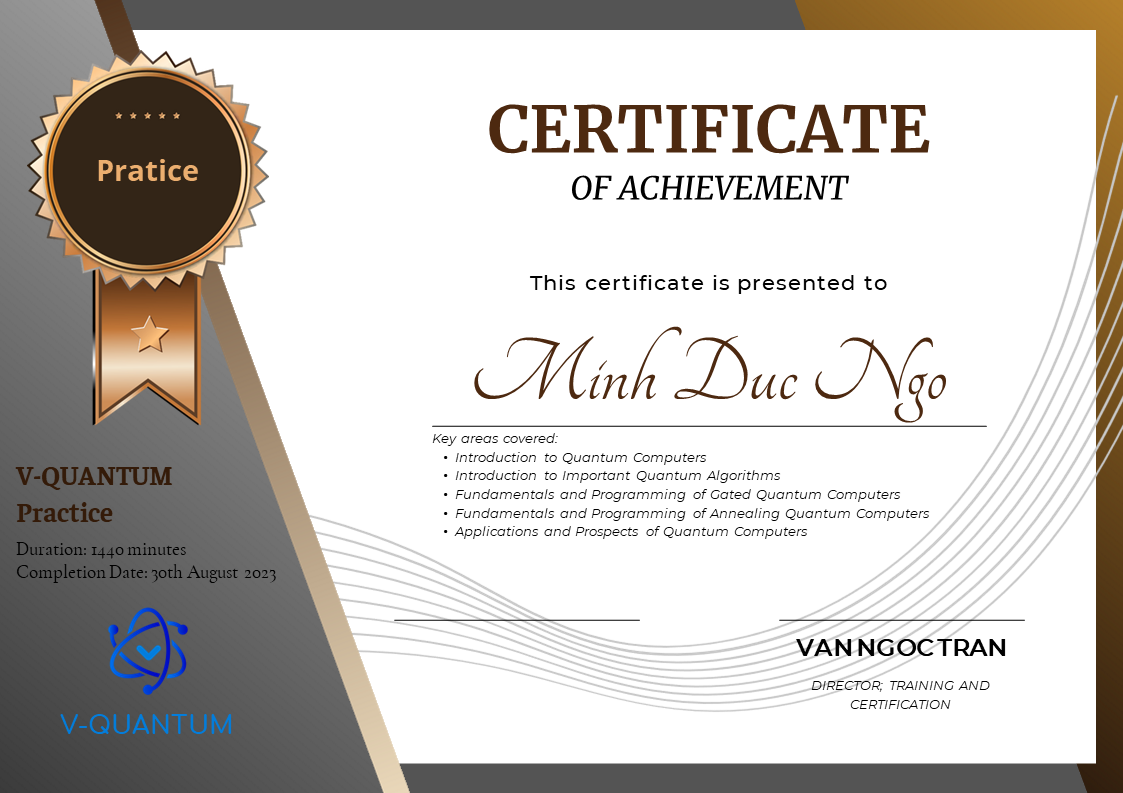 Pratice
V-QUANTUM
Practice
Duration: 1440 minutes
Completion Date: 30th August 2023
V-QUANTUM
CERTIFICATE
OF ACHIEVEMENT
This certificate is presented to
Minh Duc Ngo
Key areas covered:
• Introduction to Quantum Computers
• Introduction to Important Quantum Algorithms
• Fundamentals and Programming of Gated Quantum Computers
• Fundamentals and Programming of Annealing Quantum Computers
• Applications and Prospects of Quantum Computers
VAN NGOC TRAN
DIRECTOR; TRAINING AND
CERTIFICATION